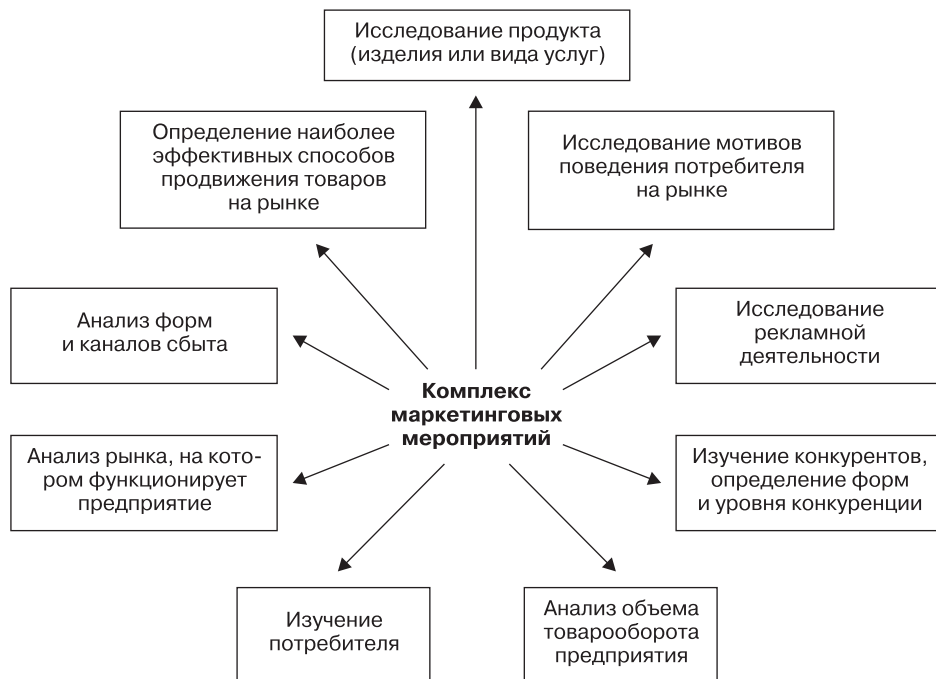 Исследование продукта
(изделия или вида услуг)
Определение наиболее
эффективных способов
продвижения товаров
на рынке
Исследование мотивов
поведения потребителя
на рынке
Анализ форм
и каналов сбыта
Исследование
рекламной
деятельности
Комплекс
маркетинговых
мероприятий
Анализ рынка, на кото-
ром функционирует
предприятие
Изучение конкурентов,
определение форм
и уровня конкуренции
Изучение
потребителя
Анализ объема
товарооборота
предприятия